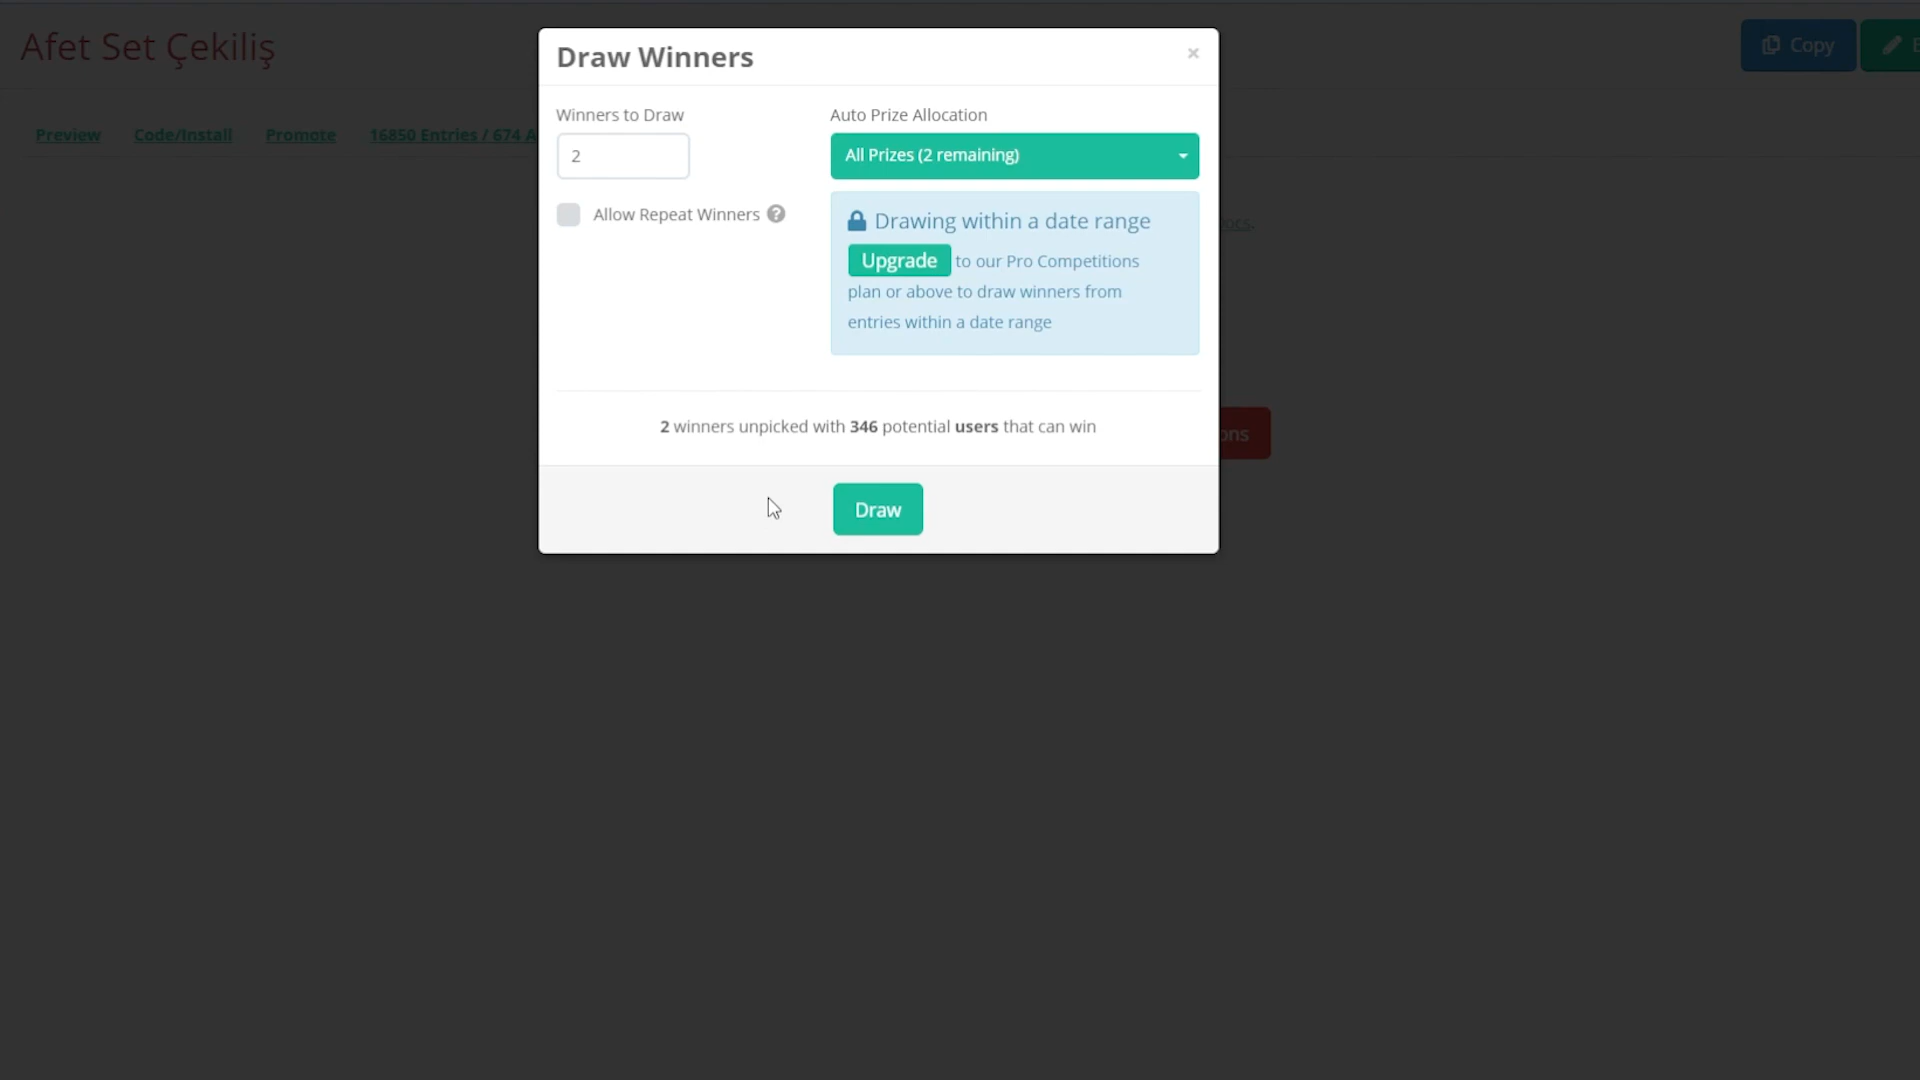 Afet Set Çekiliş
Copy
Preview
Code/Install
Promote
16850 Entries / 674 A
Draw Winners
×
Winners to Draw
2
Allow Repeat Winners ?
Auto Prize Allocation
All Prizes (2 remaining)
Drawing within a date range
Upgrade to our Pro Competitions
plan or above to draw winners from
entries within a date range
2 winners unpicked with 346 potential users that can win
Draw